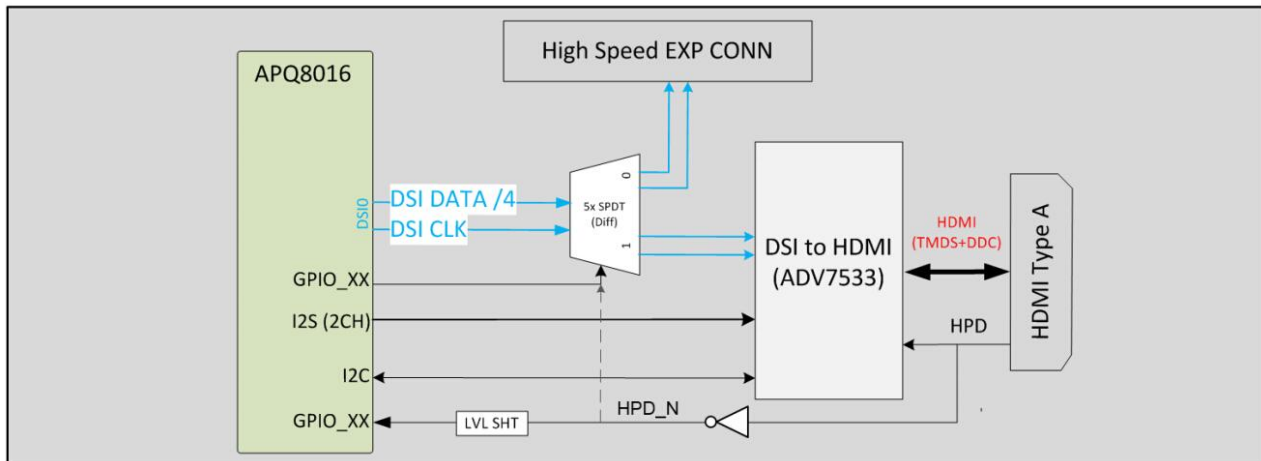 High Speed EXP CONN
APQ8016
DSI0
DSI DATA /4
DSI CLK
5x SPDT
(Diff)
0
1
DSI to HDMI
(ADV7533)
HDMI
(TMDS+DDC)
HDMI Type A
GPIO_XX
I2S (2CH)
HPD
I2C
GPIO_XX
LVL SHT
HPD_N